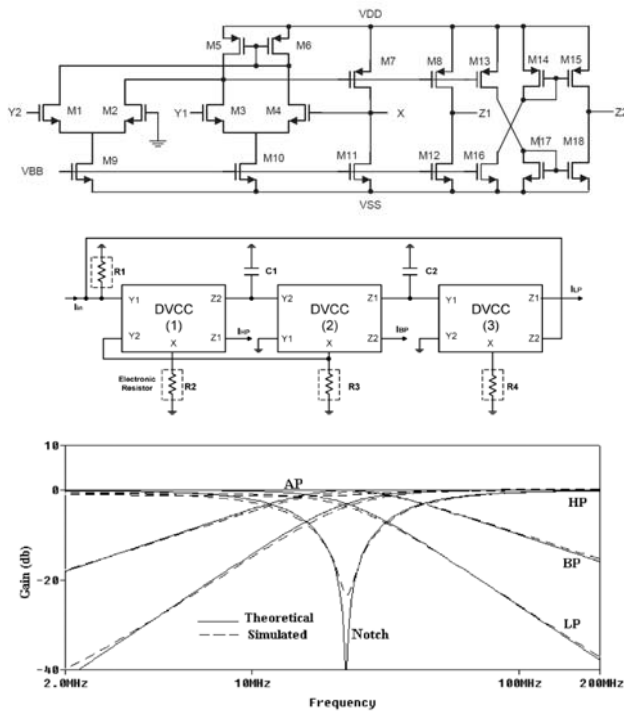 VDD
M5 M6 M7 M8 M13 M14 M15
Y2 M1 M2 Y1 M3 M4 X Z1 Z2
M9 M10 M11 M12 M16 M17 M18
VBB
VSS
R1 C1 C2
Iin Y1 Z2 Y2 Z1 Y1 Z1 ILP
DVCC DVCC DVCC
(1) (2) (3)
Y2 Z1 IHP Y1 Z2 IBP Y2 Z2
X X X
Electronic
Resistor
R2 R3 R4
10
0
-20
-40
Gain (db)
AP
HP
BP
LP
Notch
Theoretical
Simulated
2.0MHz 10MHz 100MHz 200MHz
Frequency